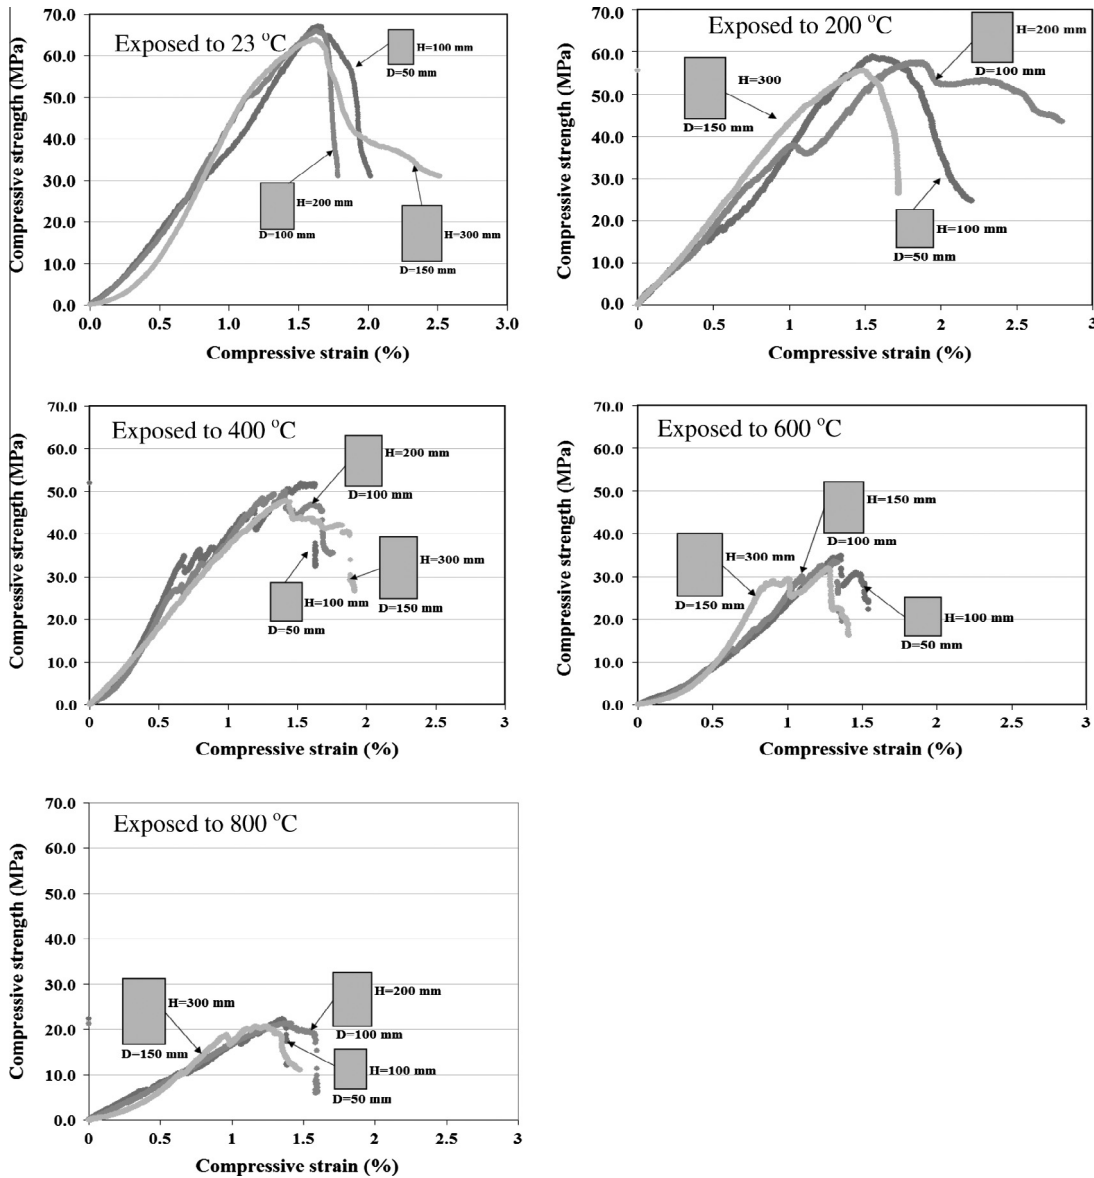 Exposed to 23 °C
Compressive strength (MPa)
70.0
60.0
50.0
40.0
30.0
20.0
10.0
0.0
H=100 mm
D=50 mm
H=200 mm
D=100 mm
H=300 mm
D=150 mm
0.0 0.5 1.0 1.5 2.0 2.5 3.0
Compressive strain (%)
Exposed to 200 °C
Compressive strength (MPa)
70.0
60.0
50.0
40.0
30.0
20.0
10.0
0.0
H=200 mm
D=100 mm
H=300
D=150 mm
H=100 mm
D=50 mm
0 0.5 1 1.5 2 2.5 3
Compressive strain (%)
Exposed to 400 °C
Compressive strength (MPa)
70.0
60.0
50.0
40.0
30.0
20.0
10.0
0.0
H=200 mm
D=100 mm
H=300 mm
D=150 mm
H=100 mm
D=50 mm
0 0.5 1 1.5 2 2.5 3
Compressive strain (%)
Exposed to 600 °C
Compressive strength (MPa)
70.0
60.0
50.0
40.0
30.0
20.0
10.0
0.0
H=150 mm
D=100 mm
H=300 mm
D=150 mm
H=100 mm
D=50 mm
0 0.5 1 1.5 2 2.5 3
Compressive strain (%)
Exposed to 800 °C
Compressive strength (MPa)
70.0
60.0
50.0
40.0
30.0
20.0
10.0
0.0
H=300 mm
D=150 mm
H=200 mm
D=100 mm
H=100 mm
D=50 mm
0 0.5 1 1.5 2 2.5 3
Compressive strain (%)